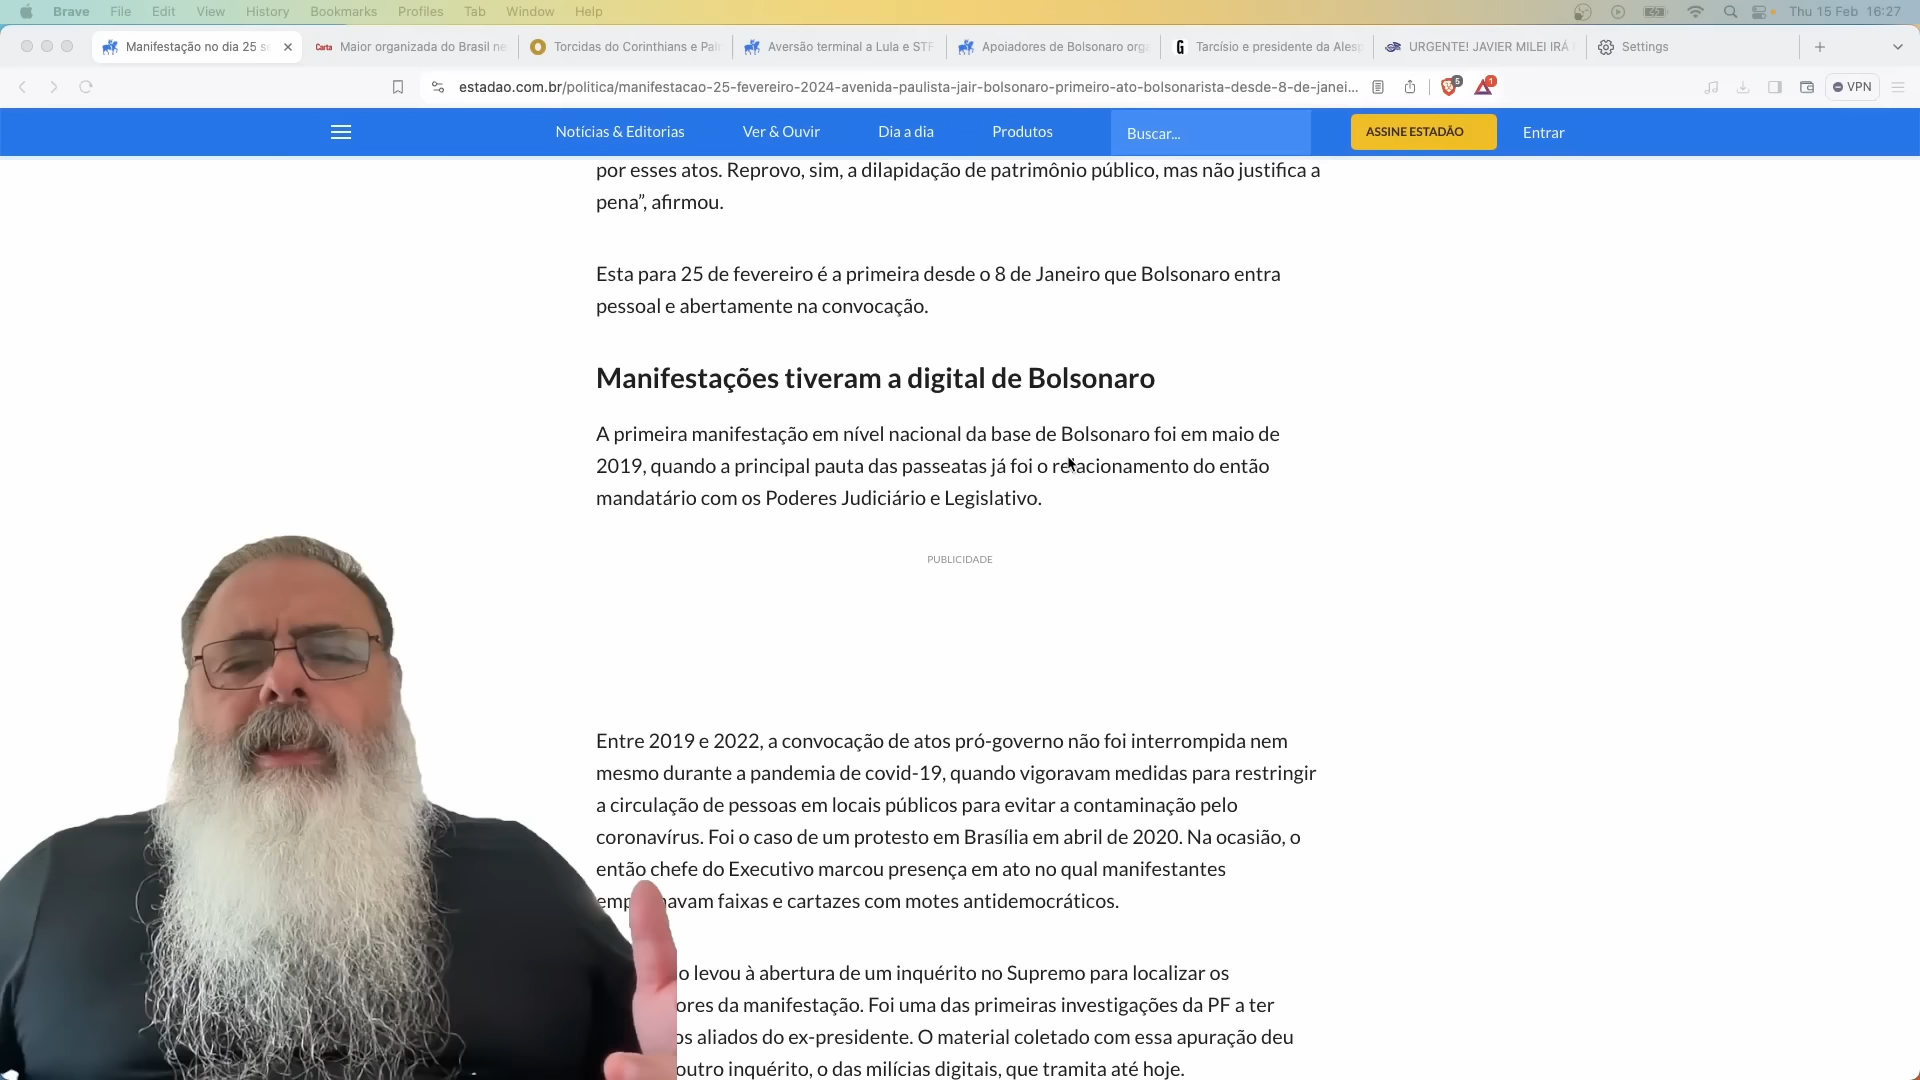 Brave File Edit View History Bookmarks Profiles Tab Window Help Thu 15 Feb 16:27
Manifestação no dia 25 s Carta Maior organizada do Brasil ne Torcidas do Corinthians e Pal Aversão terminal a Lula e STF Apoiadores de Bolsonaro orga G Tarcísio e presidente da Alesp URGENTE! JAVIER MILEI IRÁ Settings
estadao.com.br/politica/manifestacao-25-fevereiro-2024-avenida-paulista-jair-bolsonaro-primeiro-ato-bolsonarista-desde-8-de-janei... 5 1 VPN
Notícias & Editorias Ver & Ouvir Dia a dia Produtos Buscar... ASSINE ESTADÃO Entrar
por esses atos. Reprovo, sim, a dilapidação de patrimônio público, mas não justifica a
pena”, afirmou.
Esta para 25 de fevereiro é a primeira desde o 8 de Janeiro que Bolsonaro entra
pessoal e abertamente na convocação.
Manifestações tiveram a digital de Bolsonaro
A primeira manifestação em nível nacional da base de Bolsonaro foi em maio de
2019, quando a principal pauta das passeatas já foi o relacionamento do então
mandatário com os Poderes Judiciário e Legislativo.
PUBLICIDADE
Entre 2019 e 2022, a convocação de atos pró-governo não foi interrompida nem
mesmo durante a pandemia de covid-19, quando vigoravam medidas para restringir
a circulação de pessoas em locais públicos para evitar a contaminação pelo
coronavírus. Foi o caso de um protesto em Brasília em abril de 2020. Na ocasião, o
então chefe do Executivo marcou presença em ato no qual manifestantes
faixas e cartazes com motes antidemocráticos.
levou à abertura de um inquérito no Supremo para localizar os
da manifestação. Foi uma das primeiras investigações da PF a ter
aliados do ex-presidente. O material coletado com essa apuração deu
outro inquérito, o das milícias digitais, que tramita até hoje.